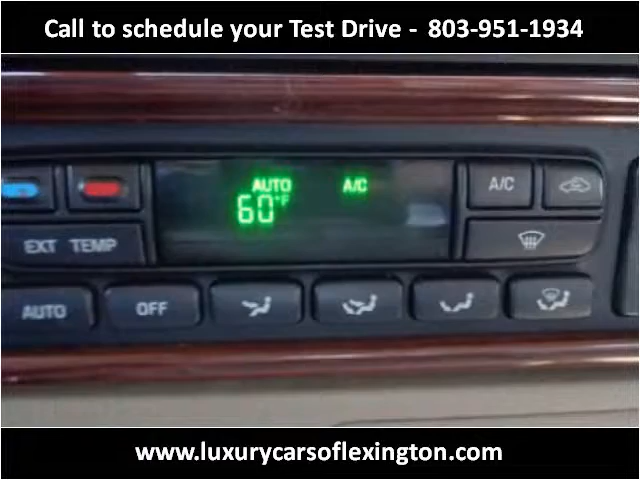 Call to schedule your Test Drive - 803-951-1934
AUTO A/C
60°F
A/C
EXT TEMP
AUTO OFF
www.luxurycarsoflexington.com